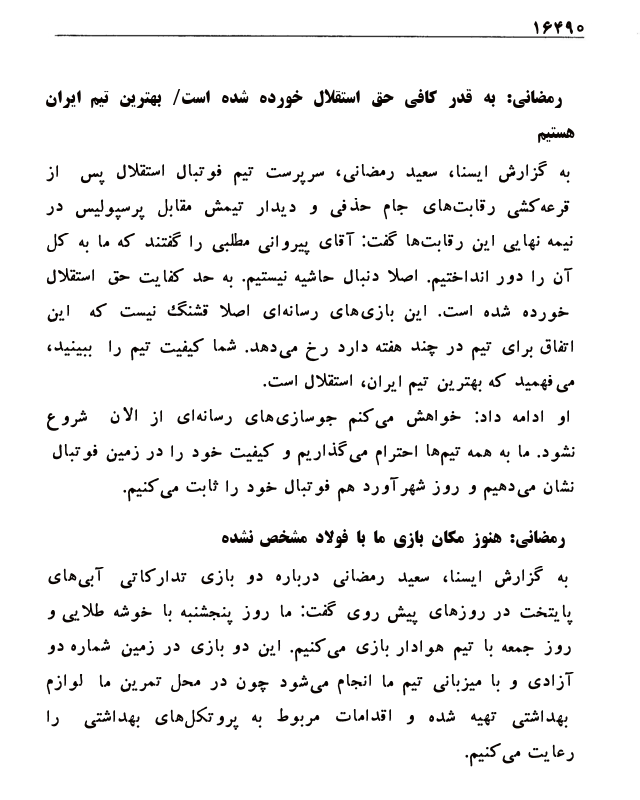 ۱۶۴۹۰
رمضانی: به قدر کافی حق استقلال خورده شده است/ بهترین تیم ایران
هستیم
به گزارش ایسنا، سعید رمضانی، سرپرست تیم فوتبال استقلال پس از
قرعه‌کشی رقابت‌های جام حذفی و دیدار تیمش مقابل پرسپولیس در
نیمه نهایی این رقابت‌ها گفت: آقای پیروانی مطلبی را گفتند که ما به کل
آن را دور انداختیم. اصلا دنبال حاشیه نیستیم. به حد کفایت حق استقلال
خورده شده است. این بازی‌های رسانه‌ای اصلا قشنگ نیست که این
اتفاق برای تیم در چند هفته دارد رخ می‌دهد. شما کیفیت تیم را ببینید،
می‌فهمید که بهترین تیم ایران، استقلال است.
او ادامه داد: خواهش می‌کنم جوسازی‌های رسانه‌ای از الان شروع
نشود. ما به همه تیم‌ها احترام می‌گذاریم و کیفیت خود را در زمین فوتبال
نشان می‌دهیم و روز شهرآورد هم فوتبال خود را ثابت می‌کنیم.
رمضانی: هنوز مکان بازی ما با فولاد مشخص نشده
به گزارش ایسنا، سعید رمضانی درباره دو بازی تدارکاتی آبی‌های
پایتخت در روزهای پیش روی گفت: ما روز پنجشنبه با خوشه طلایی و
روز جمعه با تیم هوادار بازی می‌کنیم. این دو بازی در زمین شماره دو
آزادی و با میزبانی تیم ما انجام می‌شود چون در محل تمرین ما لوازم
بهداشتی تهیه شده و اقدامات مربوط به پروتکل‌های بهداشتی را
رعایت می‌کنیم.